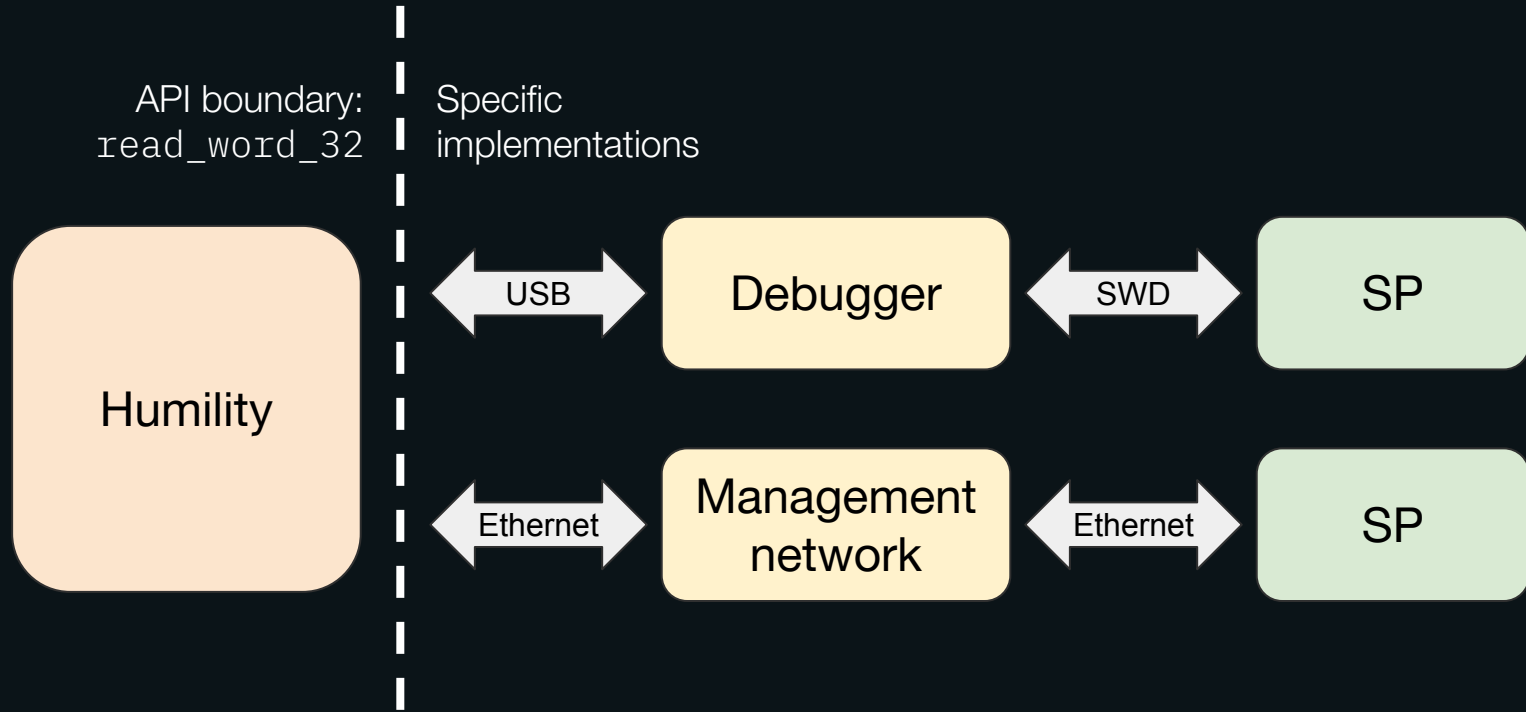 API boundary:
read_word_32
Specific
implementations
Humility
USB
Debugger
SWD
SP
Ethernet
Management
network
Ethernet
SP